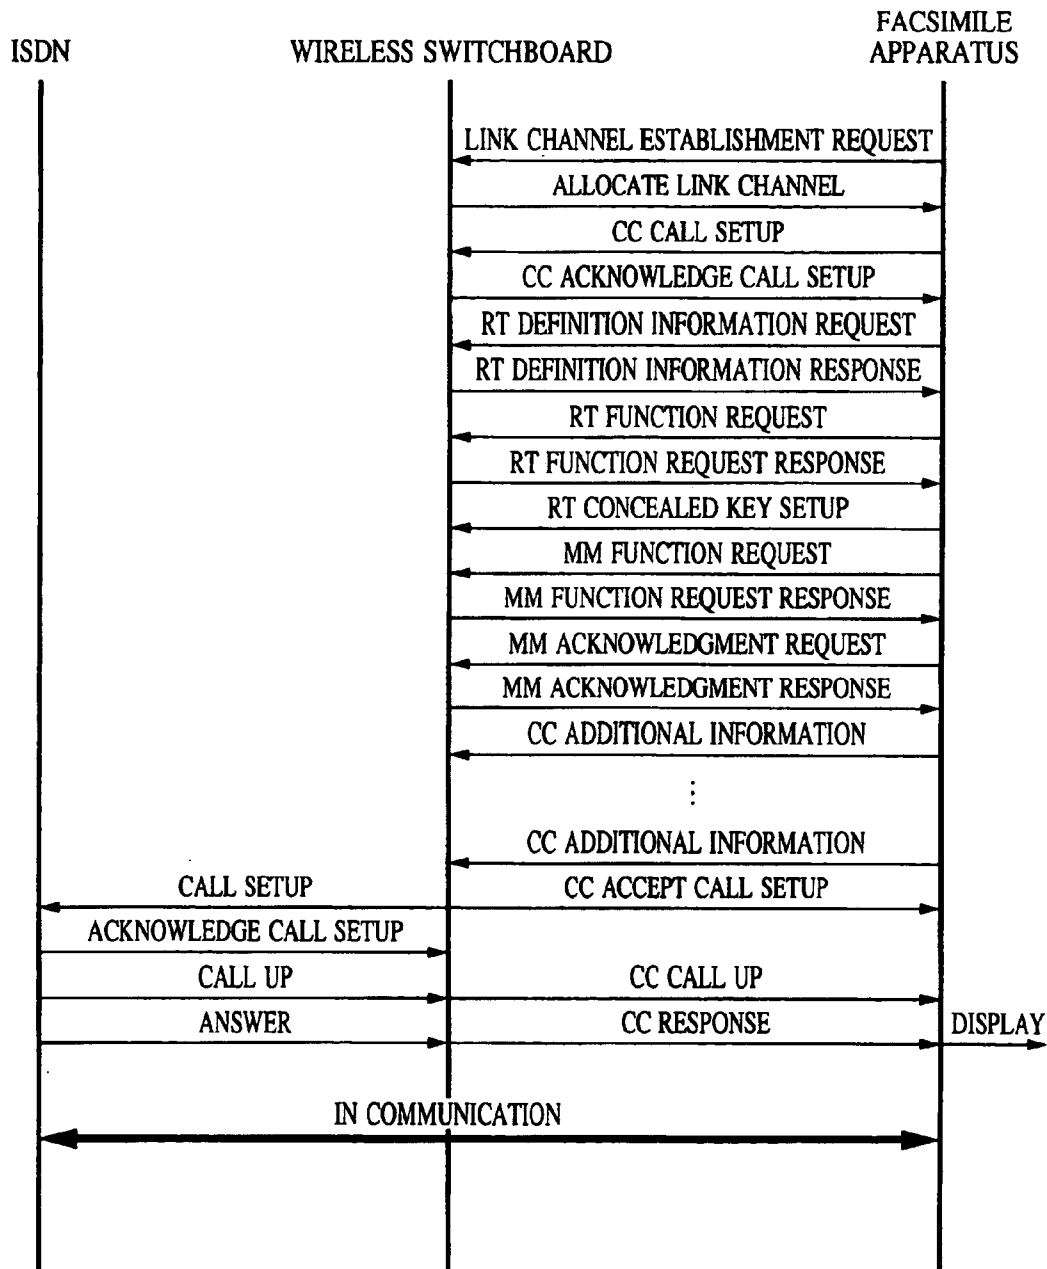 ISDN
WIRELESS SWITCHBOARD
FACSIMILE
APPARATUS
LINK CHANNEL ESTABLISHMENT REQUEST
ALLOCATE LINK CHANNEL
CC CALL SETUP
CC ACKNOWLEDGE CALL SETUP
RT DEFINITION INFORMATION REQUEST
RT DEFINITION INFORMATION RESPONSE
RT FUNCTION REQUEST
RT FUNCTION REQUEST RESPONSE
RT CONCEALED KEY SETUP
MM FUNCTION REQUEST
MM FUNCTION REQUEST RESPONSE
MM ACKNOWLEDGMENT REQUEST
MM ACKNOWLEDGMENT RESPONSE
CC ADDITIONAL INFORMATION
⋮
CC ADDITIONAL INFORMATION
CALL SETUP
CC ACCEPT CALL SETUP
ACKNOWLEDGE CALL SETUP
CALL UP
CC CALL UP
ANSWER
CC RESPONSE
DISPLAY
IN COMMUNICATION